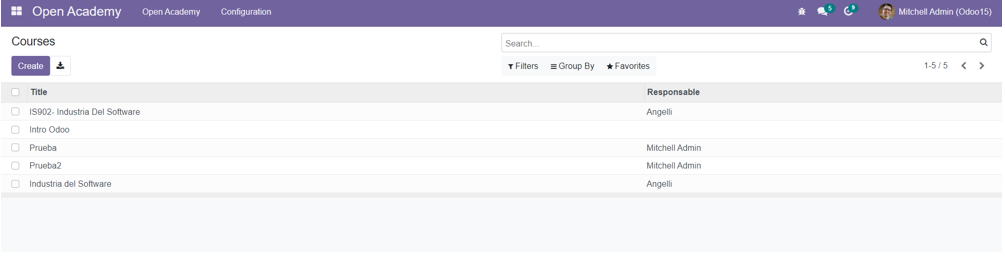 Open Academy Open Academy Configuration 5 9 Mitchell Admin (Odoo15)
Courses Search...
Create Filters Group By Favorites 1-5 / 5
Title Responsable
IS902- Industria Del Software Angelli
Intro Odoo
Prueba Mitchell Admin
Prueba2 Mitchell Admin
Industria del Software Angelli